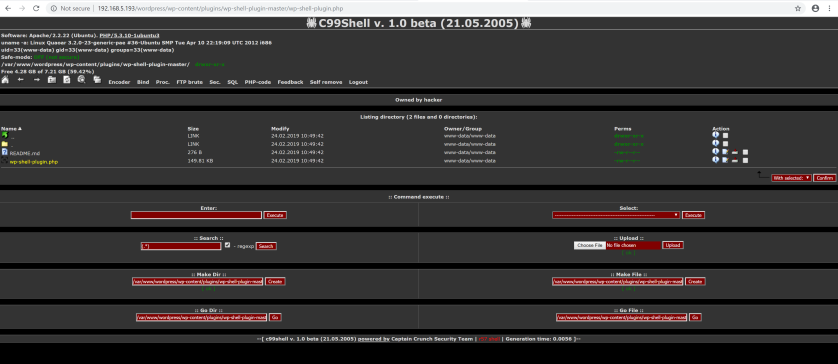 Not secure | 192.168.5.193/wordpress/wp-content/plugins/wp-shell-plugin-master/wp-shell-plugin.php
C99Shell v. 1.0 beta (21.05.2005)
Software: Apache/2.2.22 (Ubuntu). PHP/5.3.10-1ubuntu3
uname -a: Linux Quaoar 3.2.0-23-generic-pae #36-Ubuntu SMP Tue Apr 10 22:19:09 UTC 2012 i686
uid=33(www-data) gid=33(www-data) groups=33(www-data)
Safe-mode: OFF (not secure)
/var/www/wordpress/wp-content/plugins/wp-shell-plugin-master/ drwxr-xr-x
Free 4.28 GB of 7.21 GB (59.42%)
Encoder Bind Proc. FTP brute Sec. SQL PHP-code Feedback Self remove Logout
Owned by hacker
Listing directory (2 files and 0 directories):
Name Size Modify Owner/Group Perms Action
. LINK 24.02.2019 10:49:42 www-data/www-data
.. LINK 24.02.2019 10:49:42 www-data/www-data
README.md 276 B 24.02.2019 10:49:42 www-data/www-data
wp-shell-plugin.php 149.81 KB 24.02.2019 10:49:42 www-data/www-data
With selected: Confirm
:: Command execute ::
Enter: Select:
Execute Execute
:: Search :: :: Upload ::
(.*) - regexp Search Choose File No file chosen Upload
:: Make Dir :: :: Make File ::
/var/www/wordpress/wp-content/plugins/wp-shell-plugin-mast Create /var/www/wordpress/wp-content/plugins/wp-shell-plugin-mast Create
:: Go Dir :: :: Go File ::
/var/www/wordpress/wp-content/plugins/wp-shell-plugin-mast Go /var/www/wordpress/wp-content/plugins/wp-shell-plugin-mast Go
--[ c99shell v. 1.0 beta (21.05.2005) powered by Captain Crunch Security Team | | Generation time: 0.0056 ]--